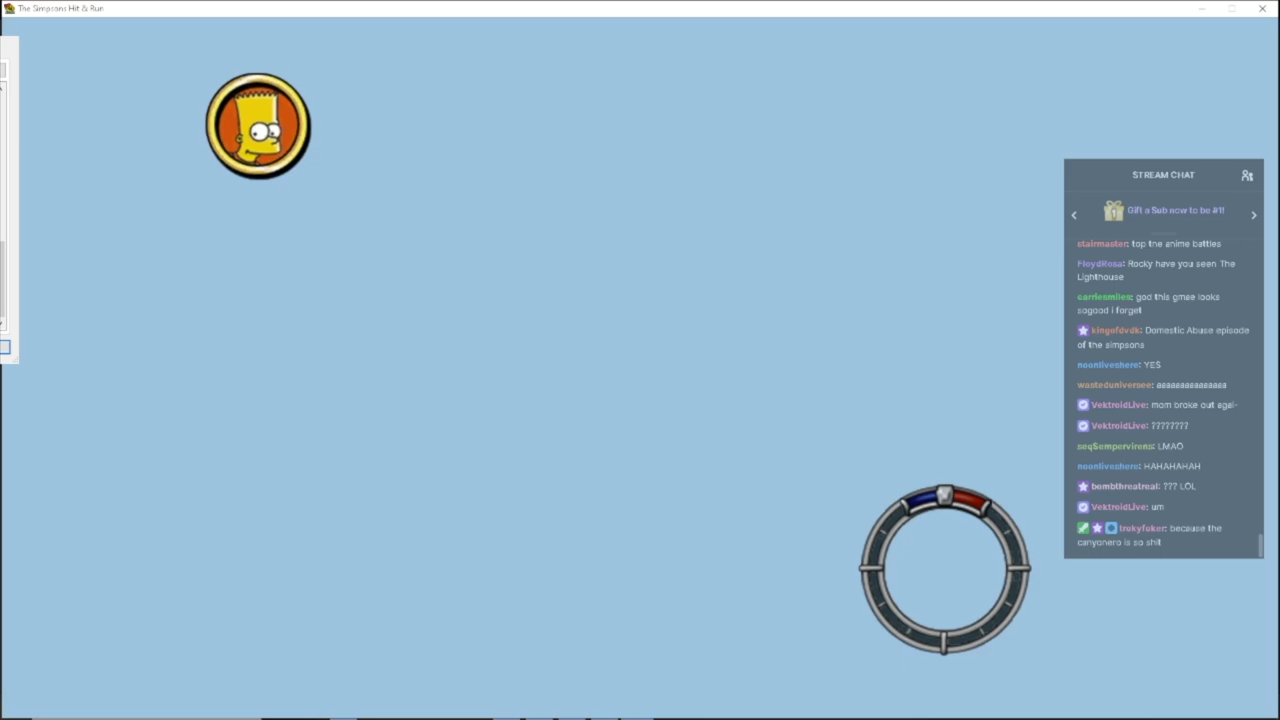 The Simpsons Hit & Run
STREAM CHAT
Gift a Sub now to be #1!
stairmaster: top the anime battles
FloydRosa: Rocky have you seen The
Lighthouse
carriesmiles: god this gmae looks
sogood i forget
kingofdvdk: Domestic Abuse episode
of the simpsons
noonliveshere: YES
wasteduniversee: aaaaaaaaaaaaaaa
VektroidLive: mom broke out agai-
VektroidLive: ????????
seqSempervirens: LMAO
noonliveshere: HAHAHAHAH
bombthreatreal: ??? LOL
VektroidLive: um
trokyfoker: because the
canyonero is so shit